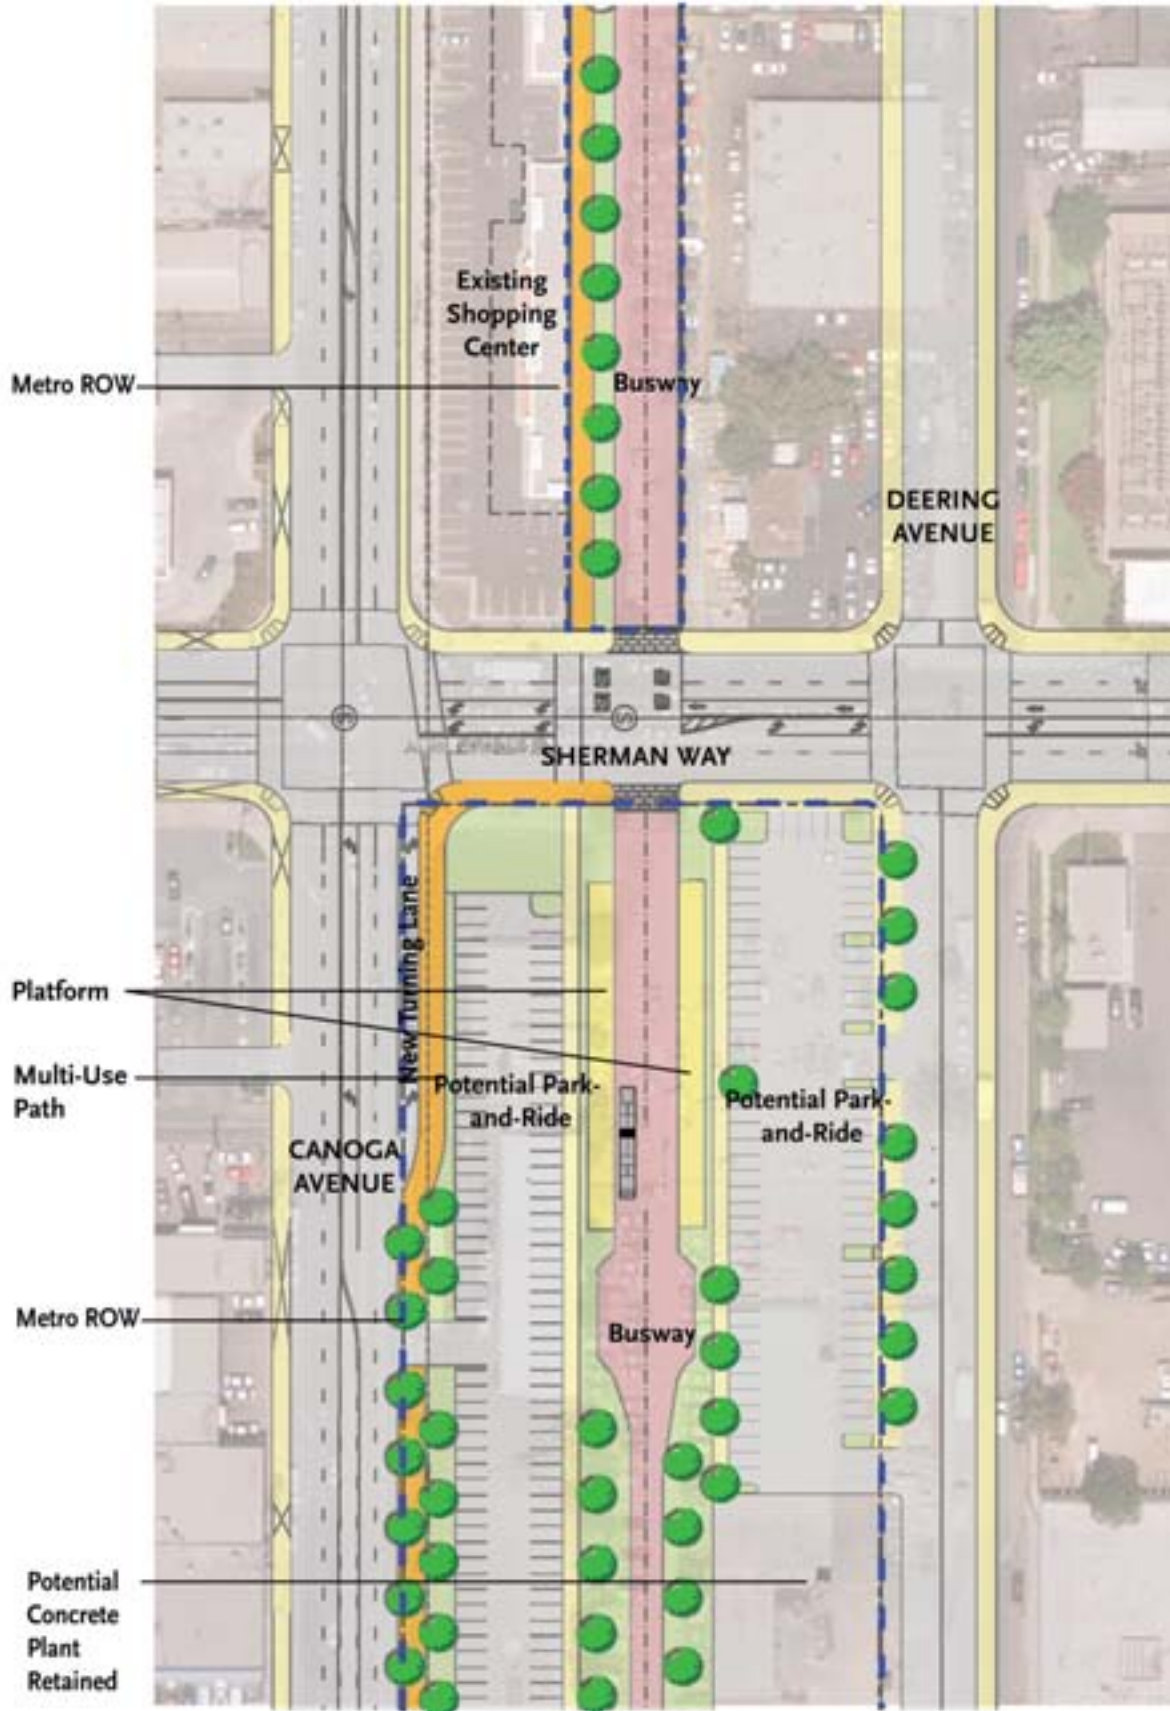 Existing
Shopping
Center
Metro ROW
Busway
DEERING
AVENUE
S
S
SHERMAN WAY
New Turning Lane
Platform
Multi-Use
Path
Potential Park-
and-Ride
Potential Park-
and-Ride
CANOGA
AVENUE
Metro ROW
Busway
Potential
Concrete
Plant
Retained